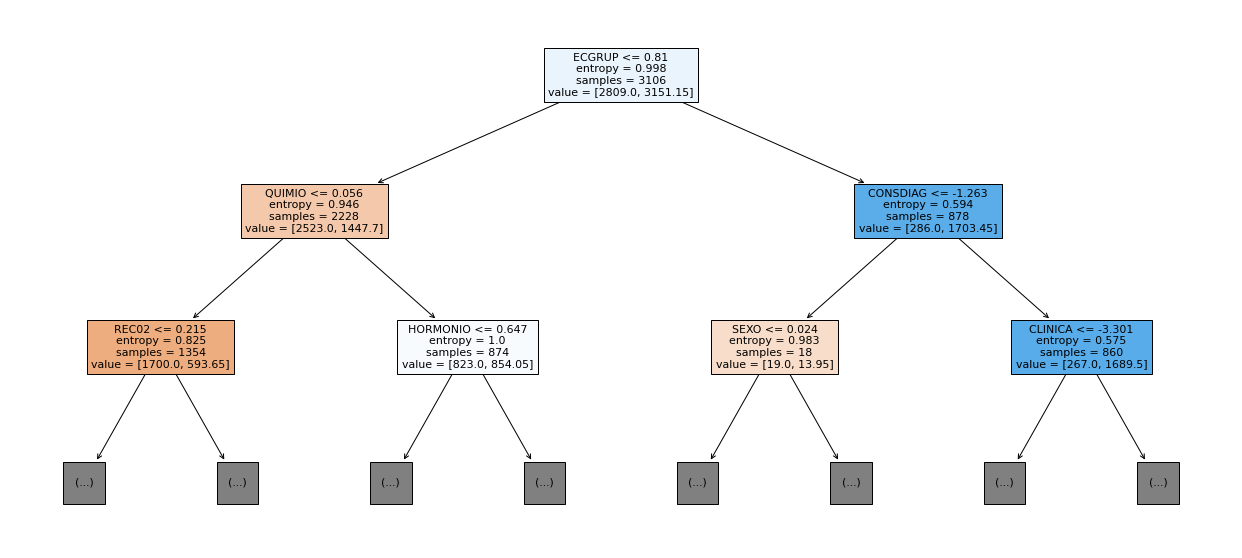 ECGRUP <= 0.81
entropy = 0.998
samples = 3106
value = [2809.0, 3151.15]
QUIMIO <= 0.056
entropy = 0.946
samples = 2228
value = [2523.0, 1447.7]
CONSDIAG <= -1.263
entropy = 0.594
samples = 878
value = [286.0, 1703.45]
REC02 <= 0.215
entropy = 0.825
samples = 1354
value = [1700.0, 593.65]
HORMONIO <= 0.647
entropy = 1.0
samples = 874
value = [823.0, 854.05]
SEXO <= 0.024
entropy = 0.983
samples = 18
value = [19.0, 13.95]
CLINICA <= -3.301
entropy = 0.575
samples = 860
value = [267.0, 1689.5]
(...)
(...)
(...)
(...)
(...)
(...)
(...)
(...)